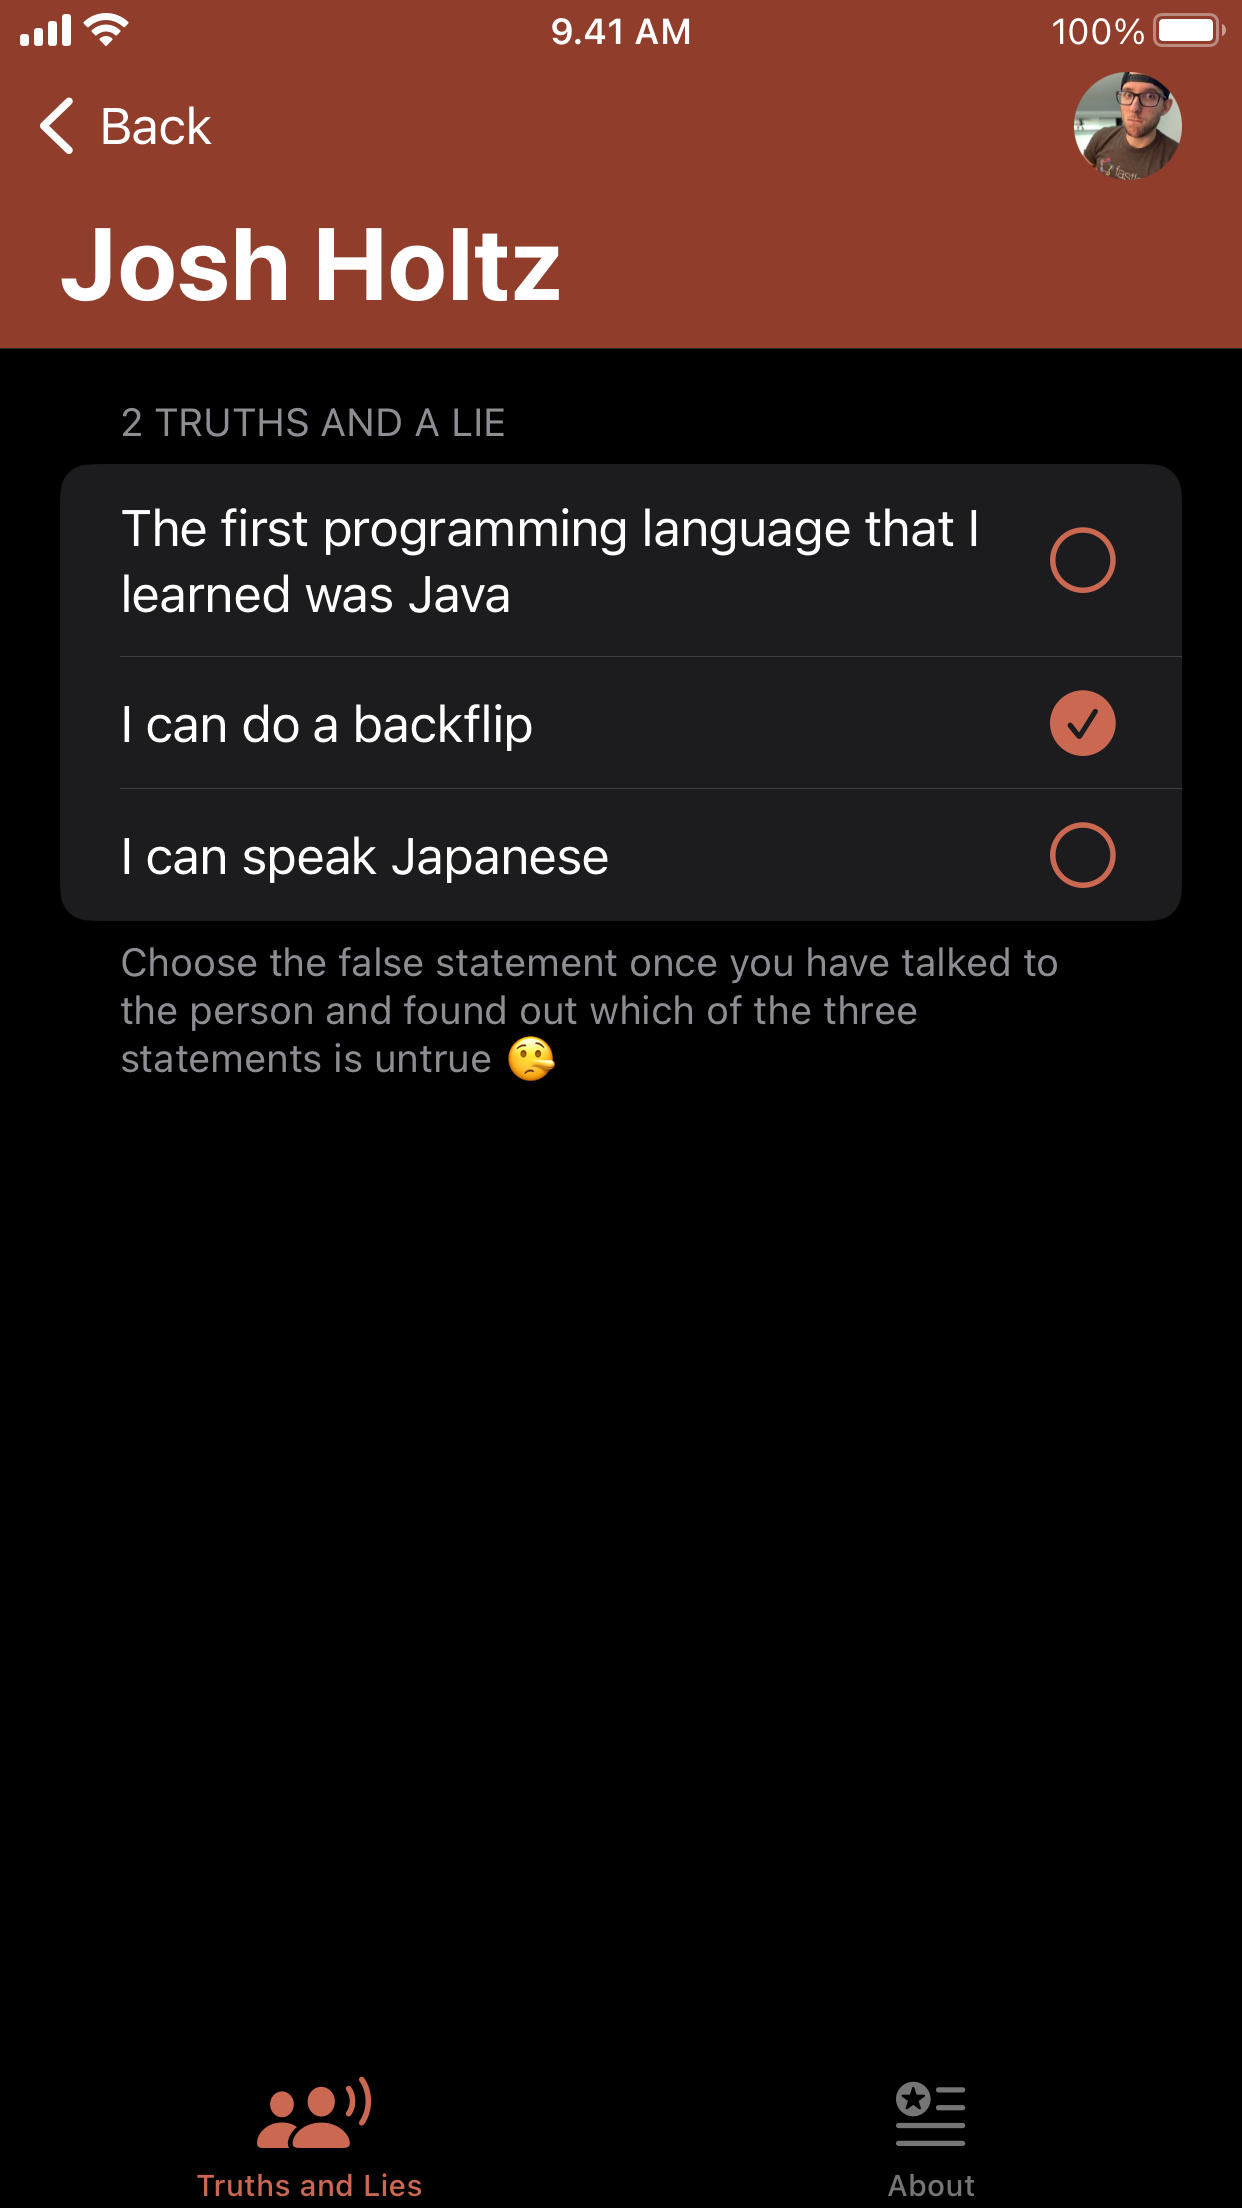 9.41 AM
100%
Back
Josh Holtz
2 TRUTHS AND A LIE
The first programming language that I
learned was Java
I can do a backflip
I can speak Japanese
Choose the false statement once you have talked to
the person and found out which of the three
statements is untrue 🤥
Truths and Lies
About